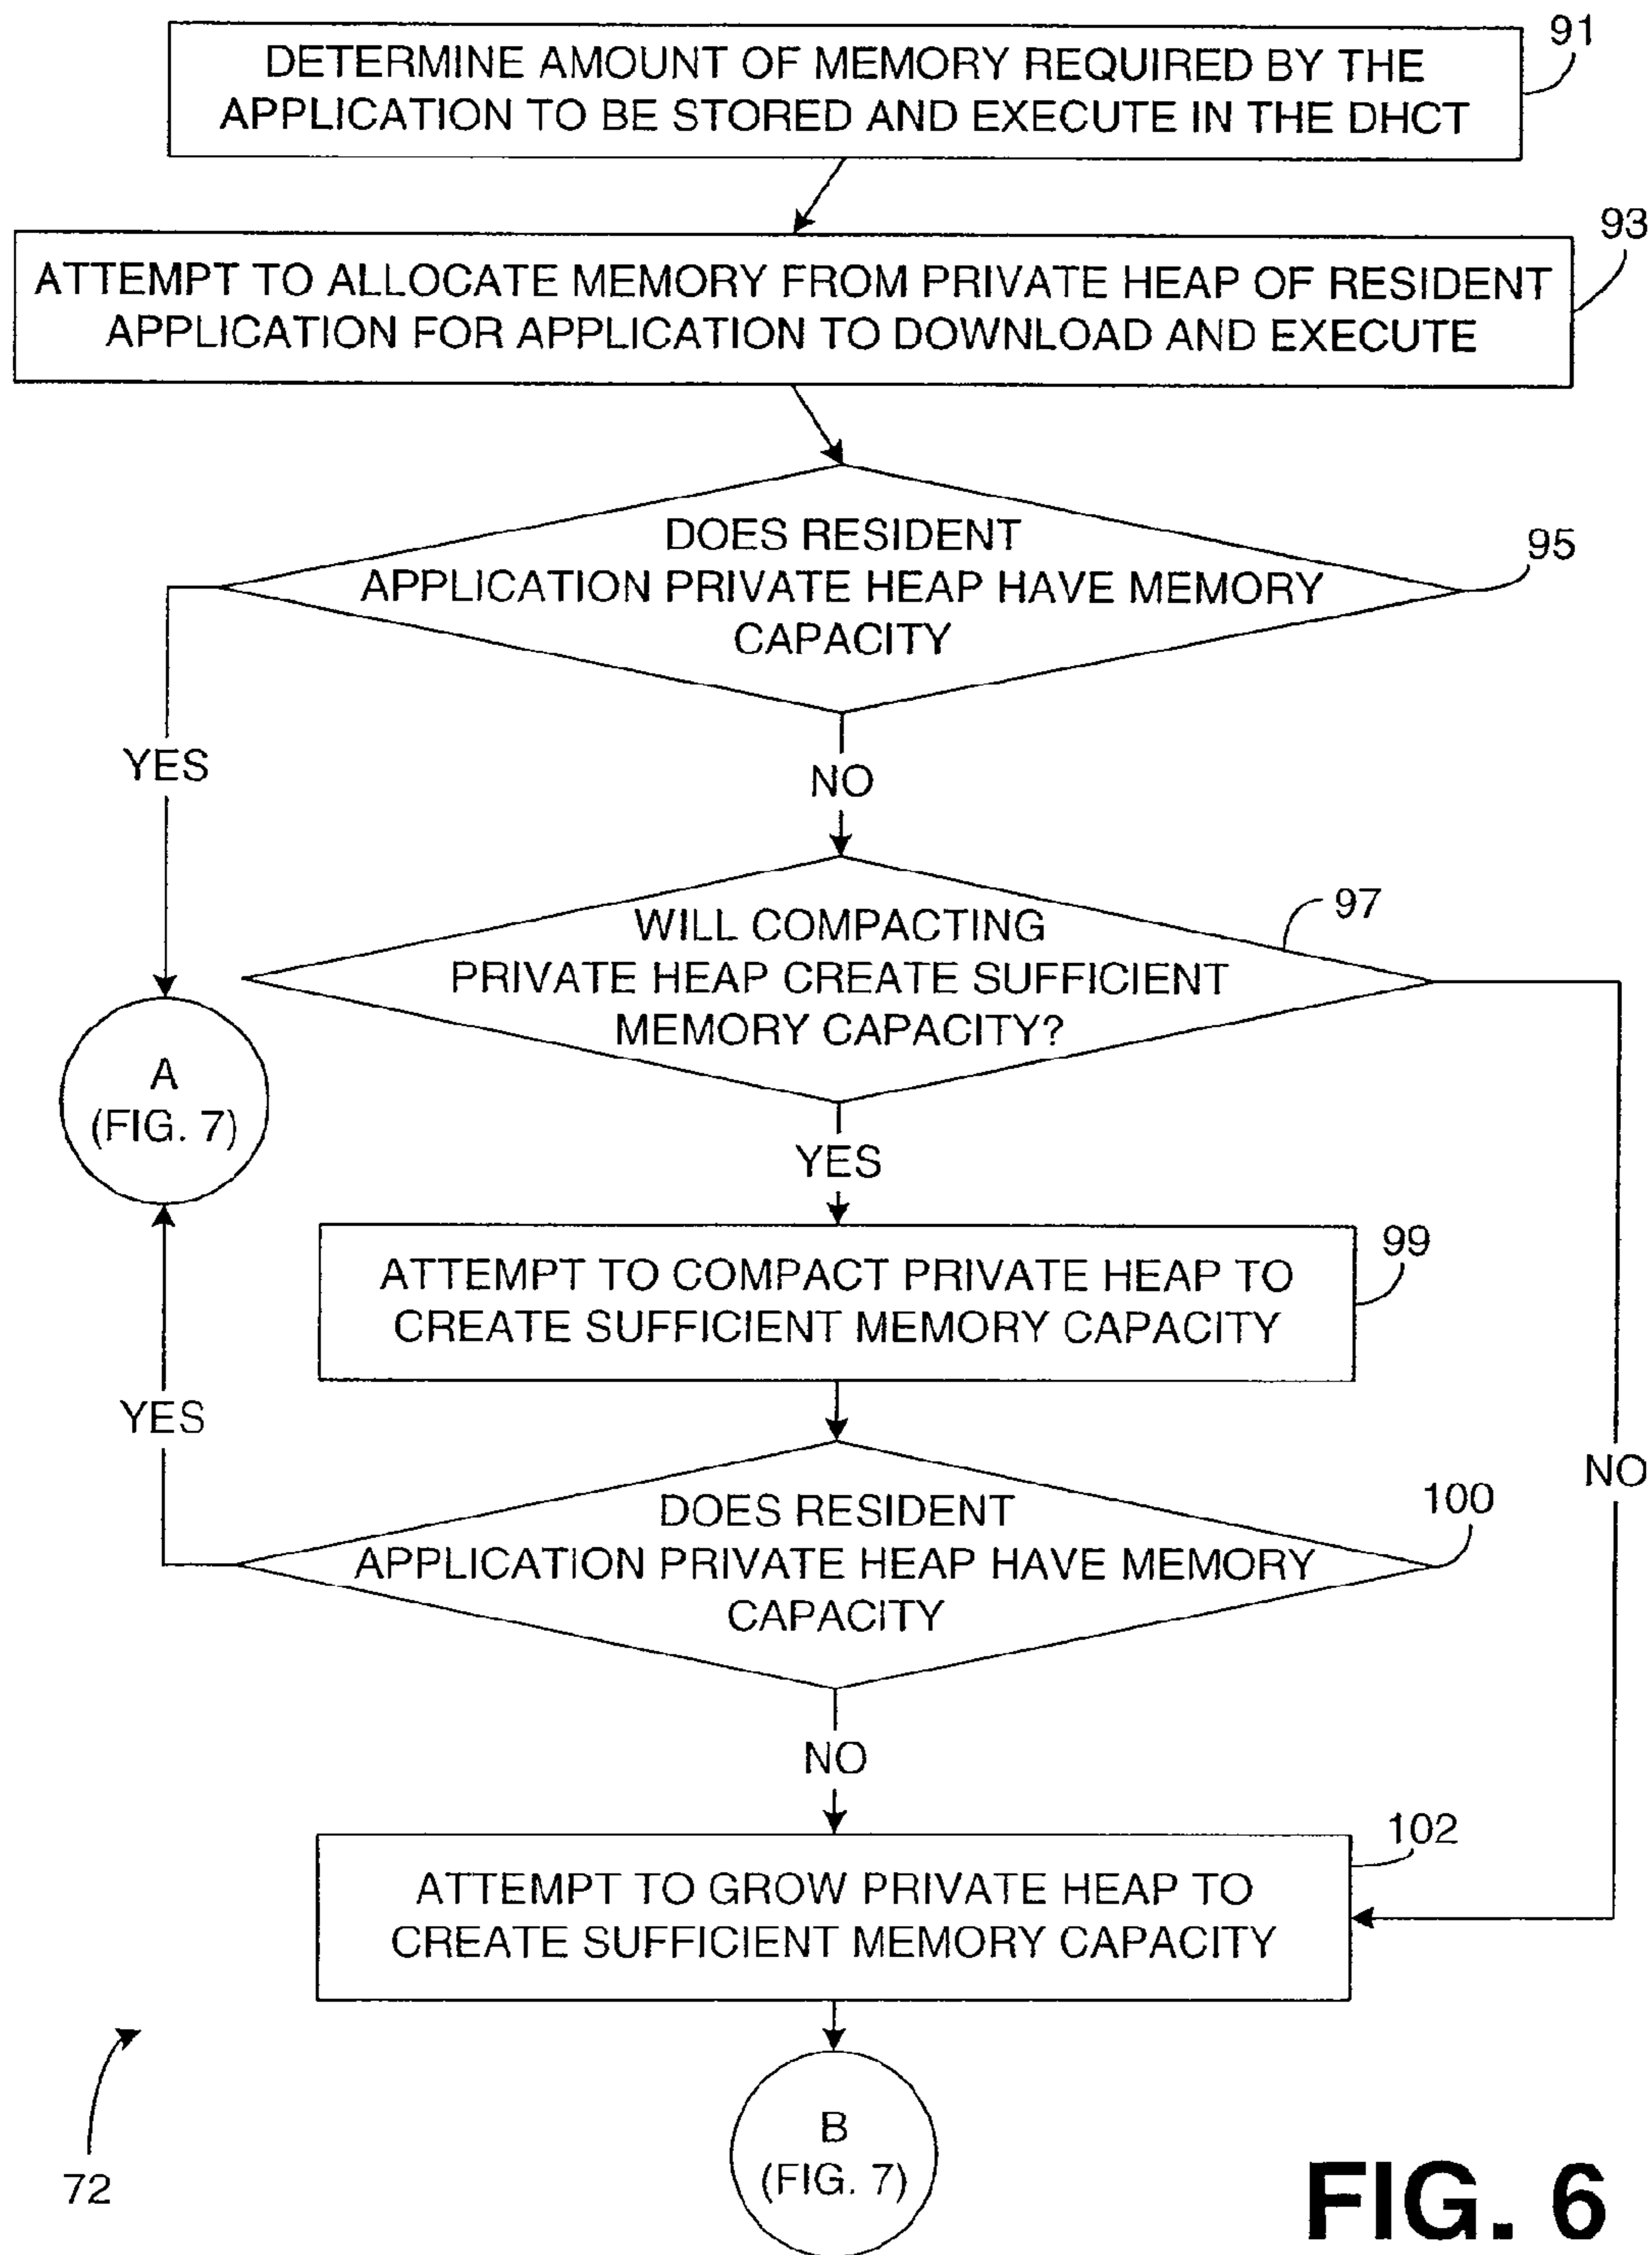 91
DETERMINE AMOUNT OF MEMORY REQUIRED BY THE
APPLICATION TO BE STORED AND EXECUTE IN THE DHCT
93
ATTEMPT TO ALLOCATE MEMORY FROM PRIVATE HEAP OF RESIDENT
APPLICATION FOR APPLICATION TO DOWNLOAD AND EXECUTE
95
DOES RESIDENT
APPLICATION PRIVATE HEAP HAVE MEMORY
CAPACITY
YES
NO
97
WILL COMPACTING
PRIVATE HEAP CREATE SUFFICIENT
MEMORY CAPACITY?
A
(FIG. 7)
YES
99
ATTEMPT TO COMPACT PRIVATE HEAP TO
CREATE SUFFICIENT MEMORY CAPACITY
YES
NO
100
DOES RESIDENT
APPLICATION PRIVATE HEAP HAVE MEMORY
CAPACITY
NO
102
ATTEMPT TO GROW PRIVATE HEAP TO
CREATE SUFFICIENT MEMORY CAPACITY
B
(FIG. 7)
72
FIG. 6